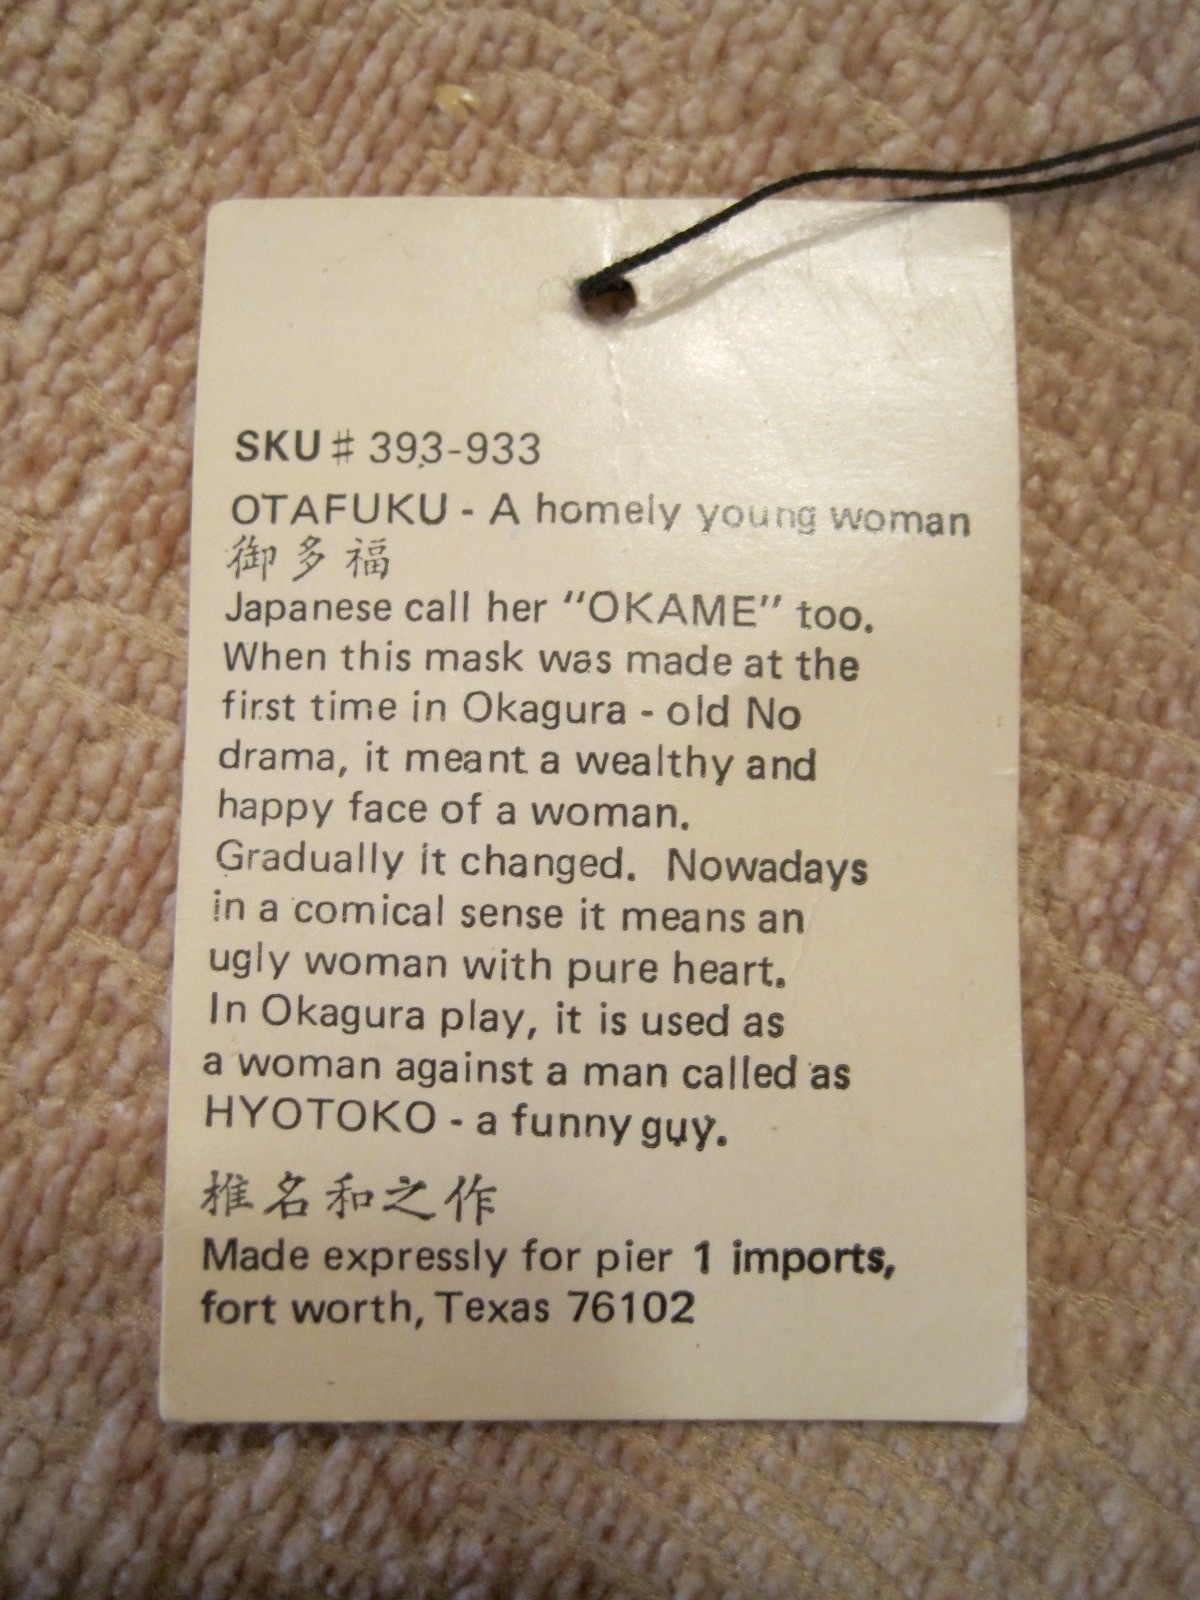 SKU# 393-933
OTAFUKU - A homely young woman
御多福
Japanese call her “OKAME” too.
When this mask was made at the
first time in Okagura - old No
drama, it meant a wealthy and
happy face of a woman.
Gradually it changed. Nowadays
in a comical sense it means an
ugly woman with pure heart.
In Okagura play, it is used as
a woman against a man called as
HYOTOKO - a funny guy.
椎名和之作
Made expressly for pier 1 imports,
fort worth, Texas 76102